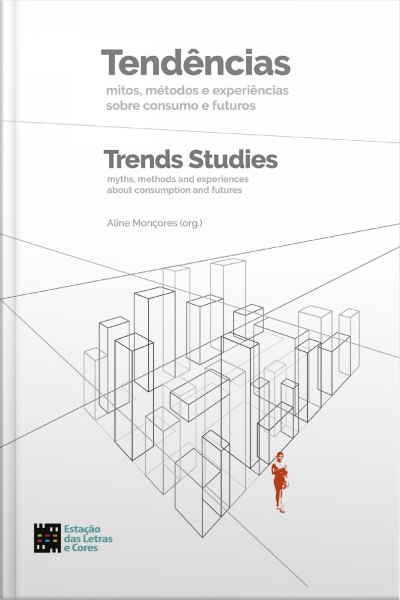 Tendências
mitos, métodos e experiências
sobre consumo e futuros
Trends Studies
myths, methods and experiences
about consumption and futures
Aline Monçores (org.)
Estação
das Letras
e Cores